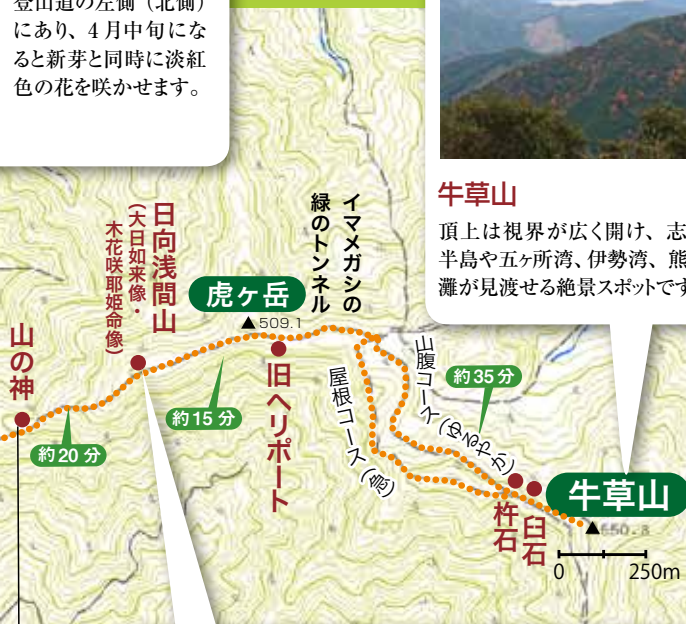 登山道の左側（北側）
にあり、4月中旬にな
ると新芽と同時に淡紅
色の花を咲かせます。
牛草山
頂上は視界が広く開け、志
半島や五ヶ所湾、伊勢湾、熊
灘が見渡せる絶景スポットです
イマメガシの
緑のトンネル
日向浅間山
（大日如来像・
木花咲耶姫命像）
虎ヶ岳
▲509.1
山の神
旧ヘリポート
約15分
約20分
山腹コース（ゆるやか）
約35分
屋根コース（急）
杵石
臼石
牛草山
▲550.8
0 250m